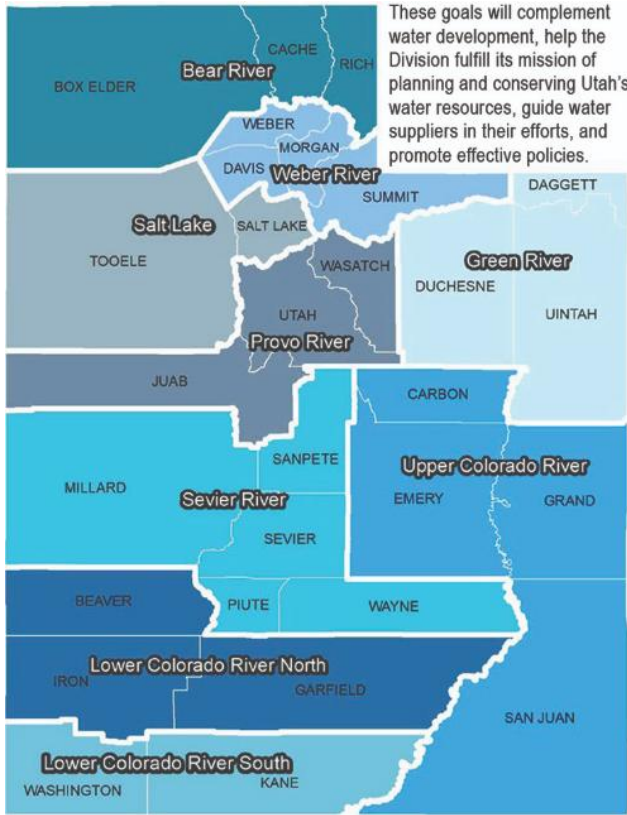 These goals will complement
water development, help the
Division fulfill its mission of
planning and conserving Utah's
water resources, guide water
suppliers in their efforts, and
promote effective policies.
CACHE
RICH
Bear River
BOX ELDER
WEBER
MORGAN
DAVIS
Weber River
SUMMIT
DAGGETT
Salt Lake
SALT LAKE
TOOELE
WASATCH
Green River
DUCHESNE
UINTAH
UTAH
Provo River
JUAB
CARBON
SANPETE
Upper Colorado River
MILLARD
Sevier River
EMERY
GRAND
SEVIER
BEAVER
PIUTE
WAYNE
Lower Colorado River North
IRON
GARFIELD
SAN JUAN
Lower Colorado River South
KANE
WASHINGTON